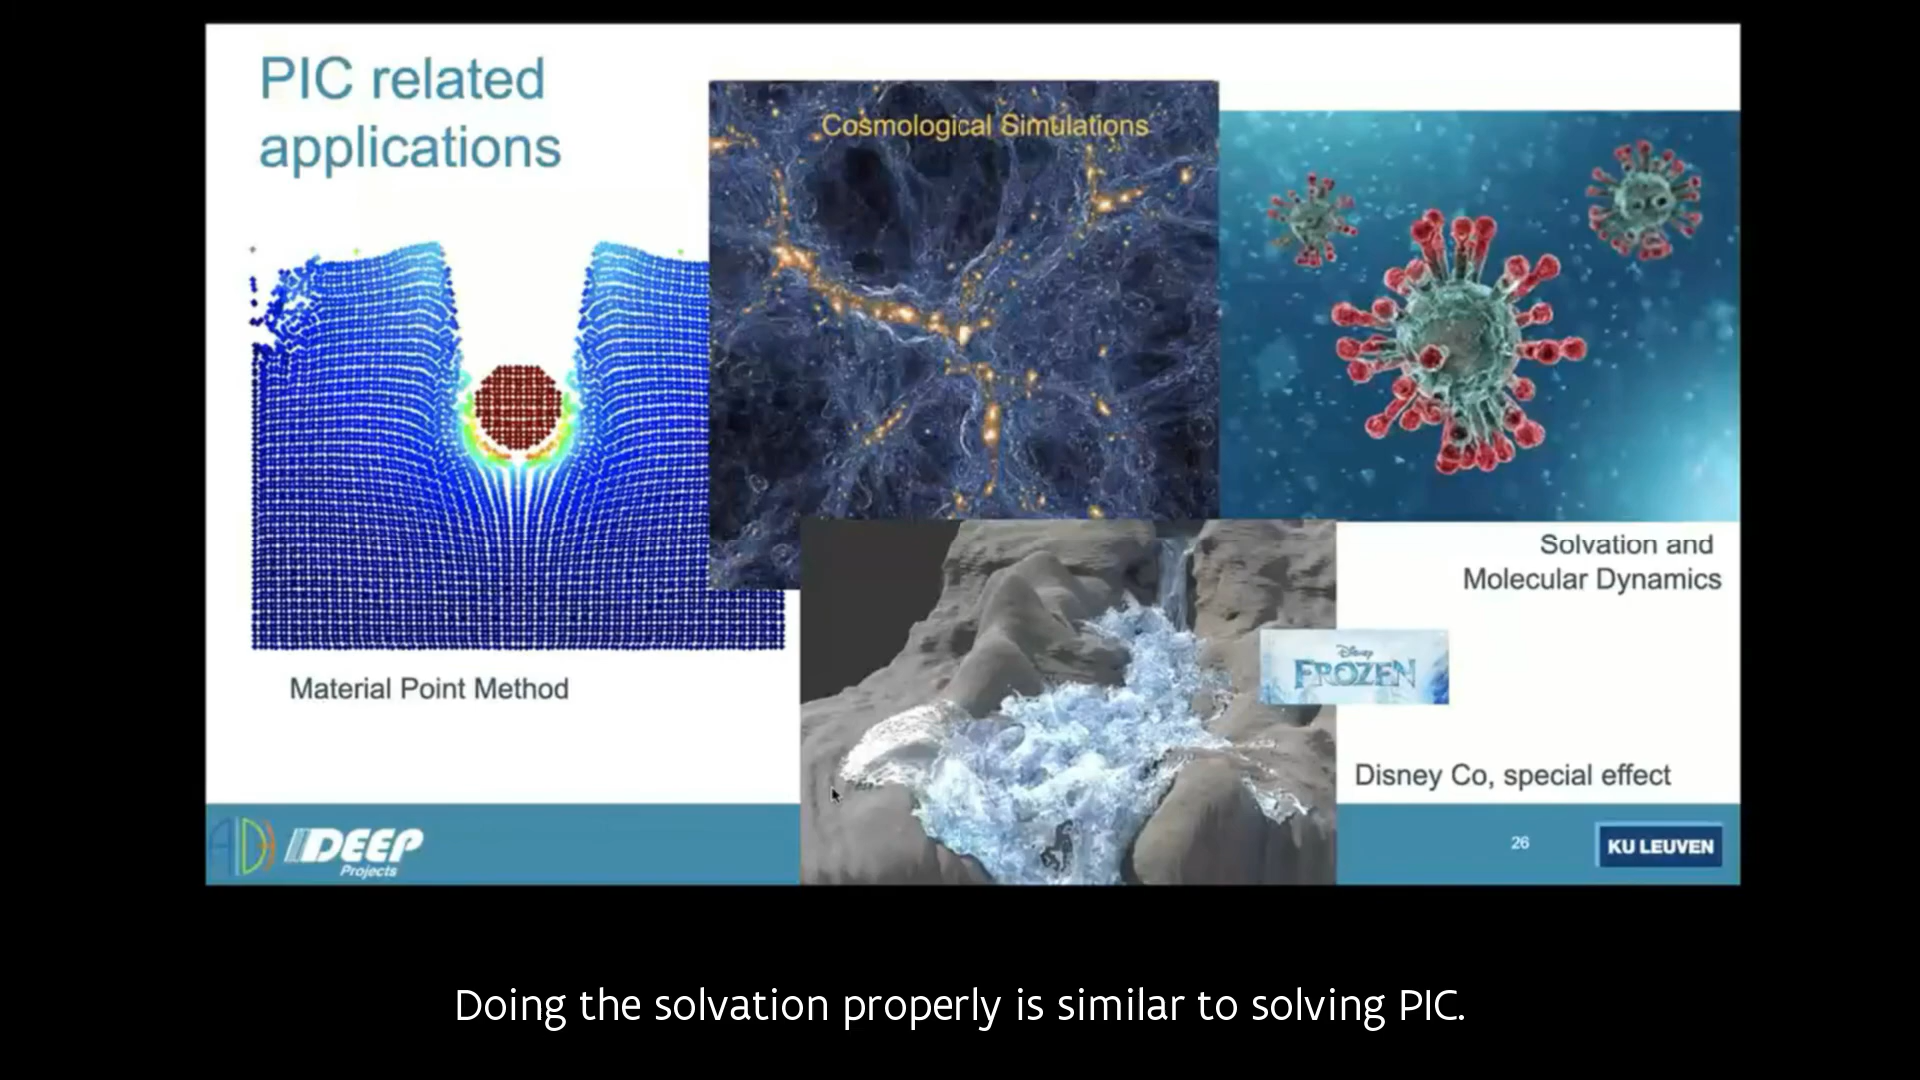 PIC related
applications
Cosmological Simulations
Solvation and
Molecular Dynamics
Disney
FROZEN
Material Point Method
Disney Co, special effect
DEEP
Projects
26
KU LEUVEN
Doing the solvation properly is similar to solving PIC.